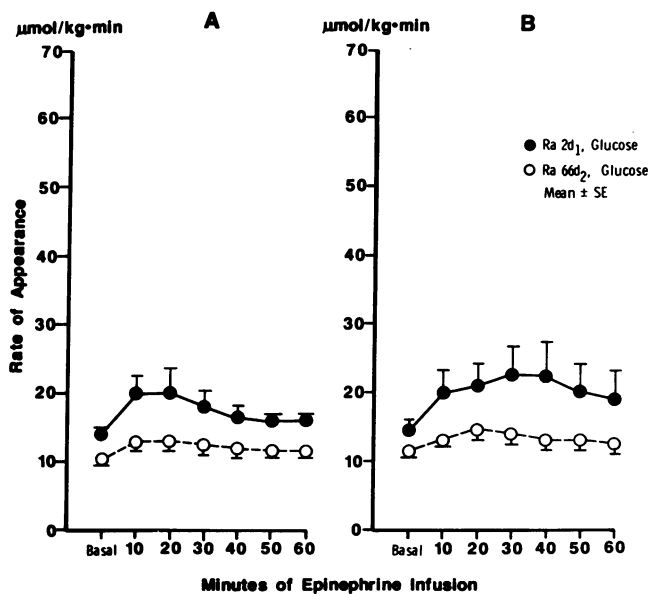 μmol/kg•min A μmol/kg•min B
70 70
60 60
50 50
40 40
30 30
20 20
10 10
0 0
Rate of Appearance
● Ra 2d₁, Glucose
○ Ra 66d₂, Glucose
Mean ± SE
Basal 10 20 30 40 50 60 Basal 10 20 30 40 50 60
Minutes of Epinephrine Infusion